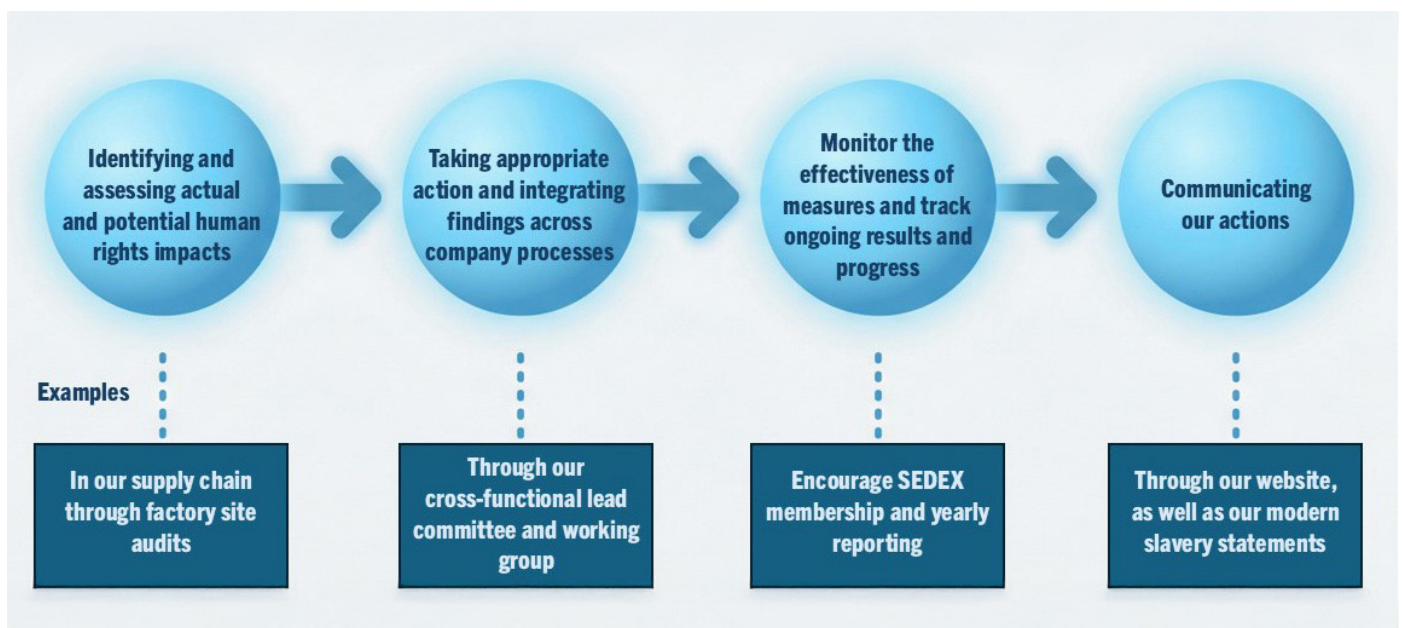 Identifying and
assessing actual
and potential human
rights impacts
Taking appropriate
action and integrating
findings across
company processes
Monitor the
effectiveness of
measures and track
ongoing results and
progress
Communicating
our actions
Examples
In our supply chain
through factory site
audits
Through our
cross-functional lead
committee and working
group
Encourage SEDEX
membership and yearly
reporting
Through our website,
as well as our modern
slavery statements